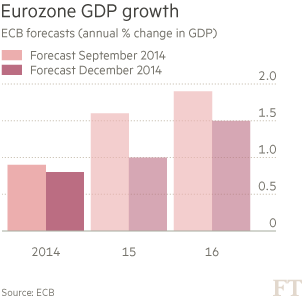 Eurozone GDP growth
ECB forecasts (annual % change in GDP)
Forecast September 2014
Forecast December 2014
2.0
1.5
1.0
0.5
0
2014 15 16
Source: ECB
FT